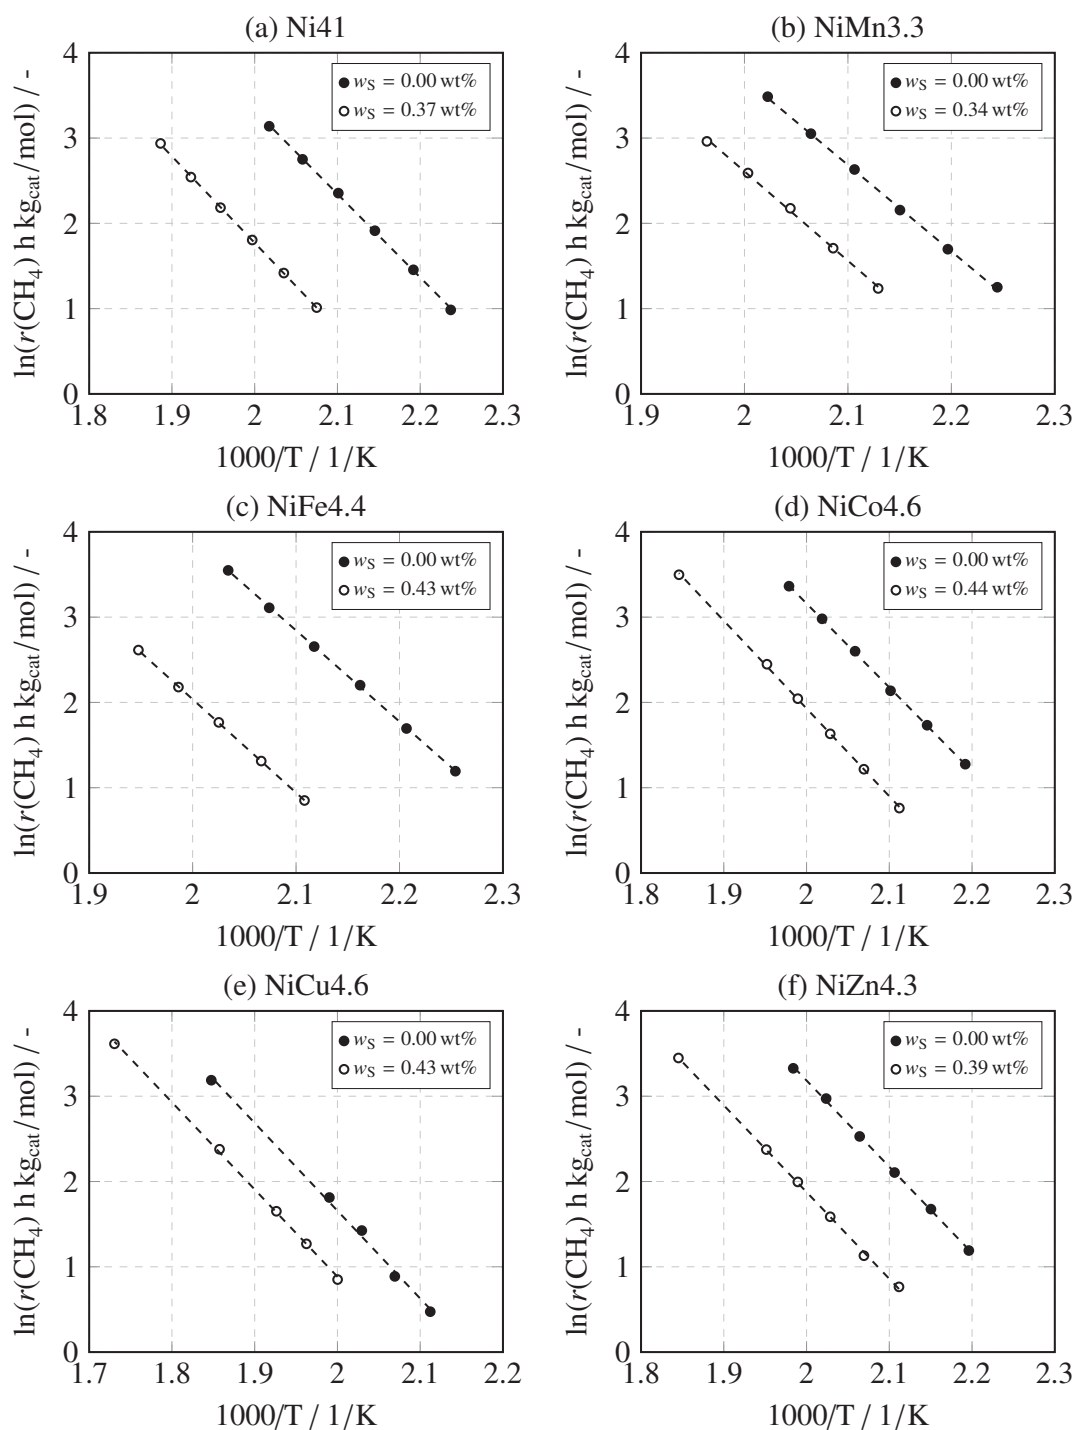 (a) Ni41
ln(r(CH₄) h kg_cat/mol) / -
4
3
2
1
0
w_S = 0.00 wt%
w_S = 0.37 wt%
1.8 1.9 2 2.1 2.2 2.3
1000/T / 1/K
(b) NiMn3.3
ln(r(CH₄) h kg_cat/mol) / -
4
3
2
1
0
w_S = 0.00 wt%
w_S = 0.34 wt%
1.9 2 2.1 2.2 2.3
1000/T / 1/K
(c) NiFe4.4
ln(r(CH₄) h kg_cat/mol) / -
4
3
2
1
0
w_S = 0.00 wt%
w_S = 0.43 wt%
1.9 2 2.1 2.2 2.3
1000/T / 1/K
(d) NiCo4.6
ln(r(CH₄) h kg_cat/mol) / -
4
3
2
1
0
w_S = 0.00 wt%
w_S = 0.44 wt%
1.8 1.9 2 2.1 2.2 2.3
1000/T / 1/K
(e) NiCu4.6
ln(r(CH₄) h kg_cat/mol) / -
4
3
2
1
0
w_S = 0.00 wt%
w_S = 0.43 wt%
1.7 1.8 1.9 2 2.1 2.2
1000/T / 1/K
(f) NiZn4.3
ln(r(CH₄) h kg_cat/mol) / -
4
3
2
1
0
w_S = 0.00 wt%
w_S = 0.39 wt%
1.8 1.9 2 2.1 2.2 2.3
1000/T / 1/K